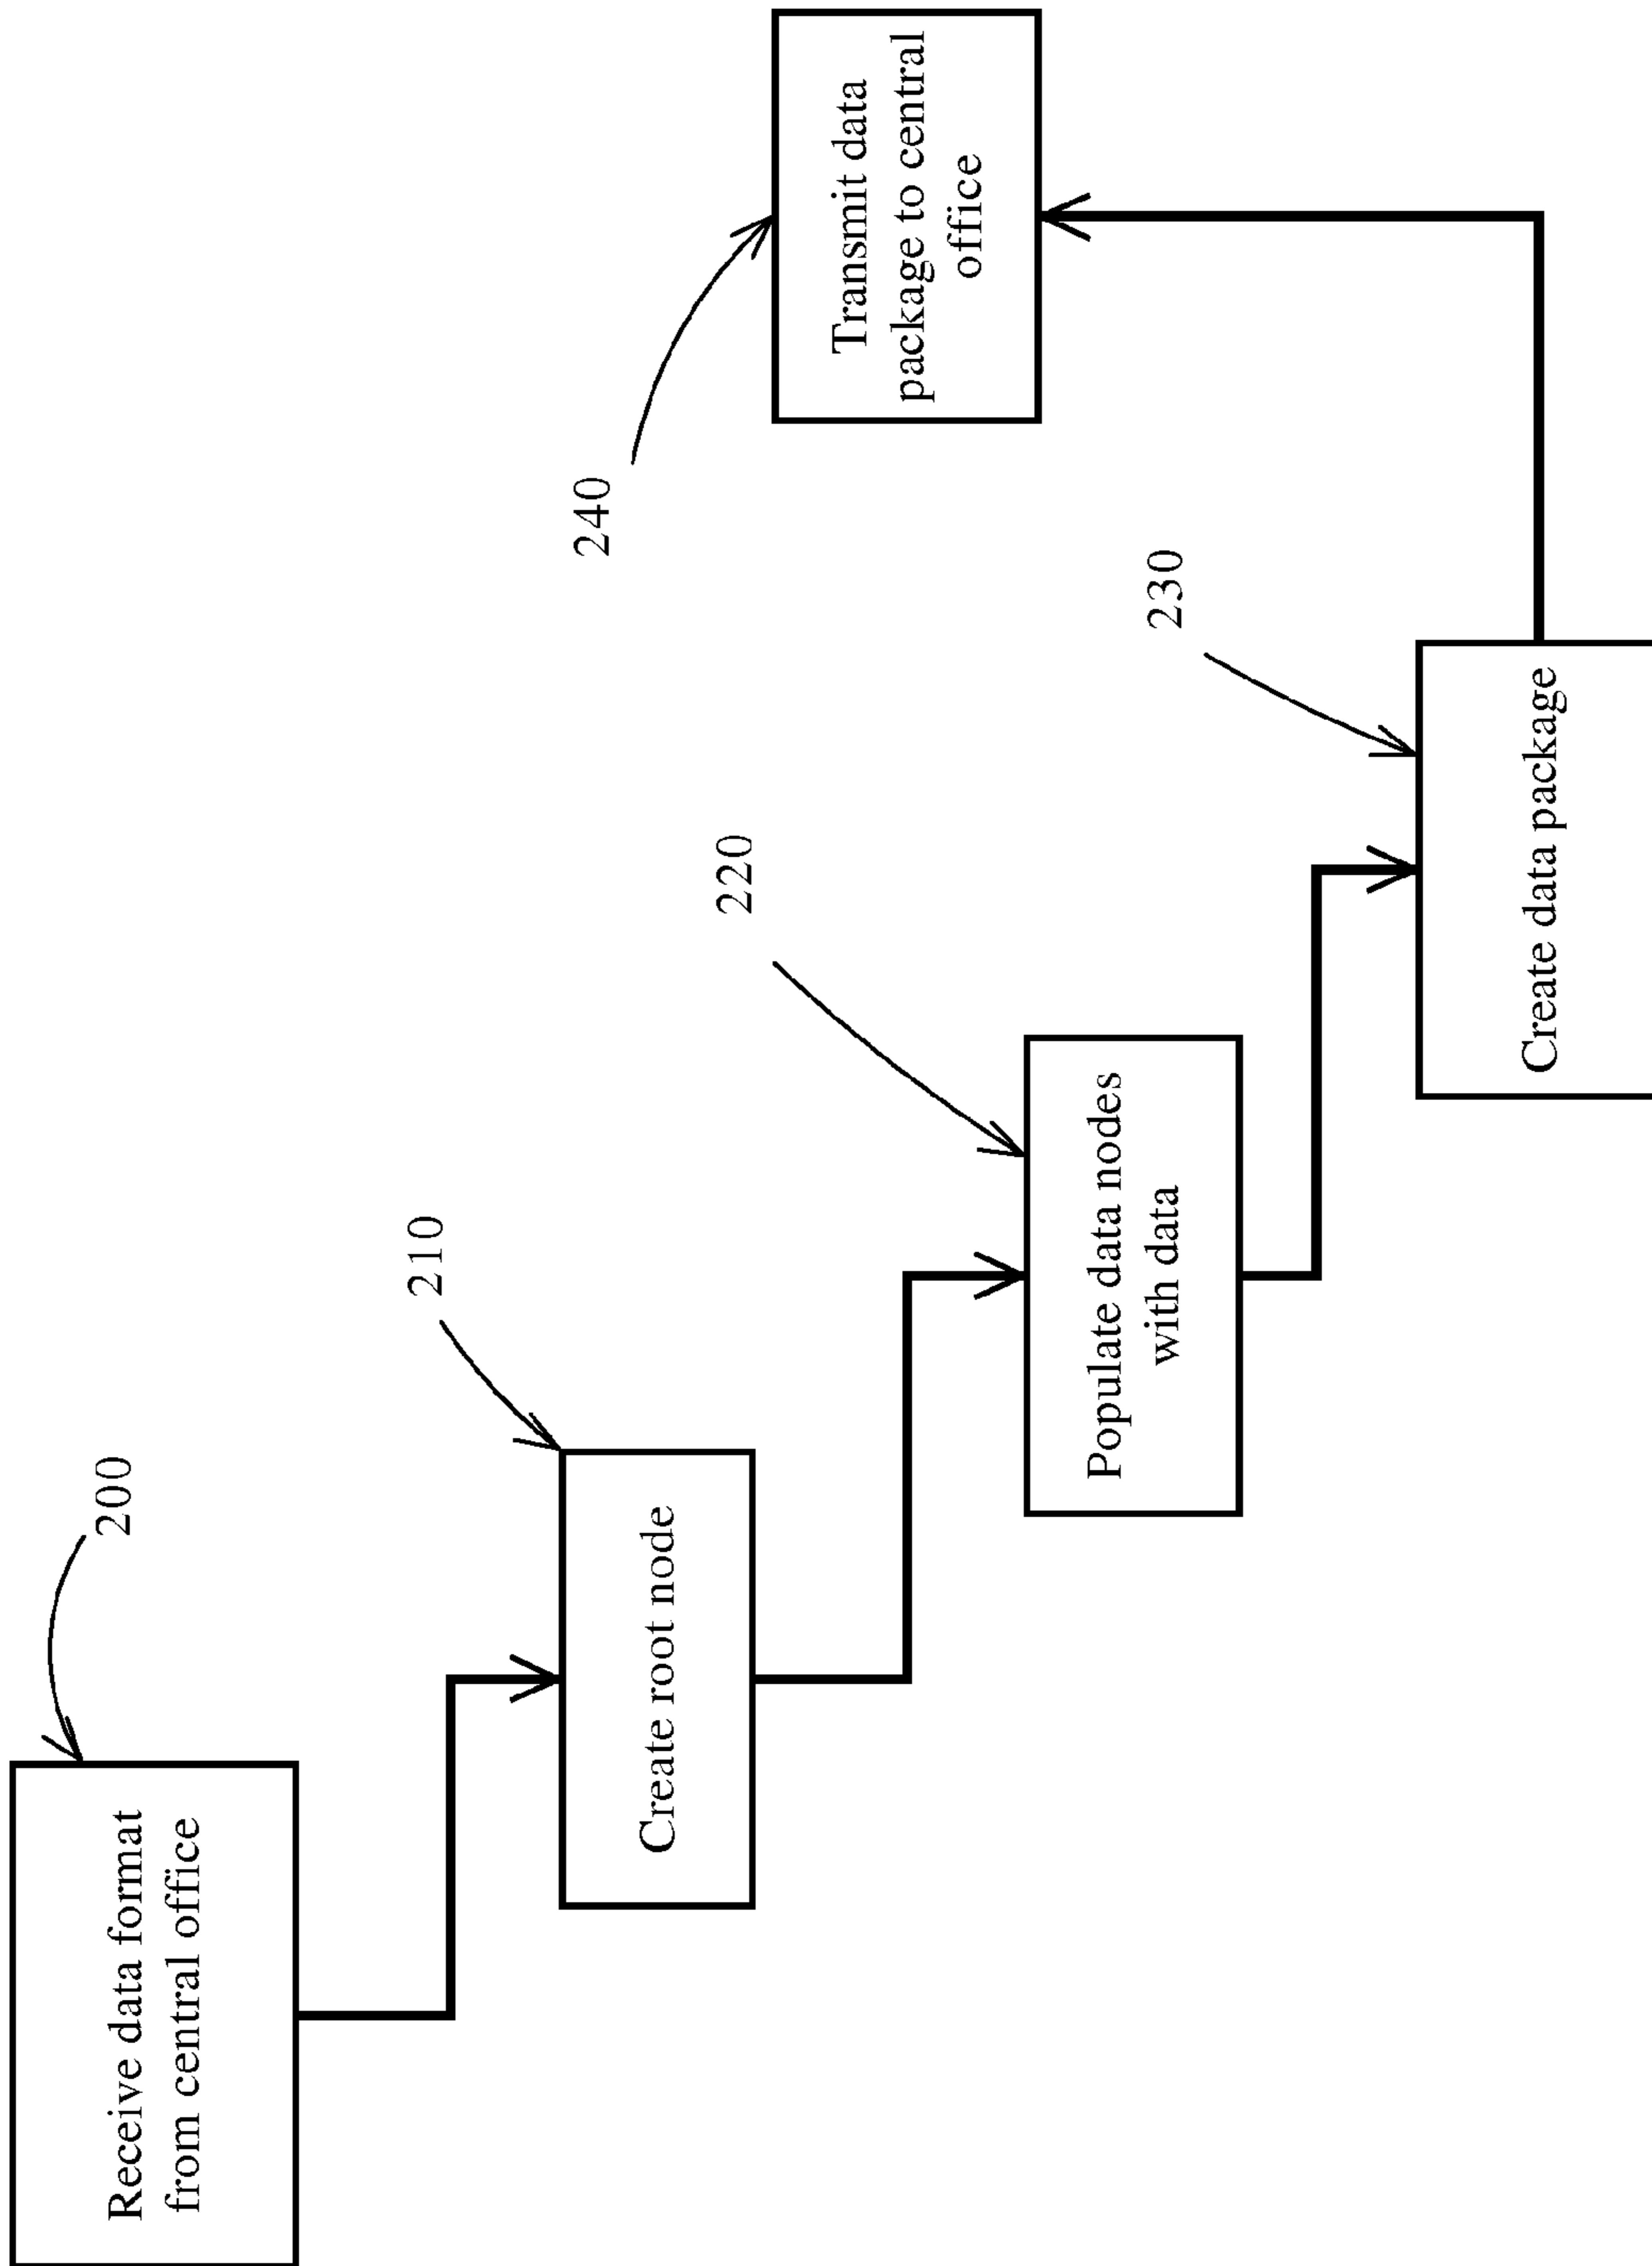 200
Receive data format
from central office
210
Create root node
220
Populate data nodes
with data
230
Create data package
240
Transmit data
package to central
office